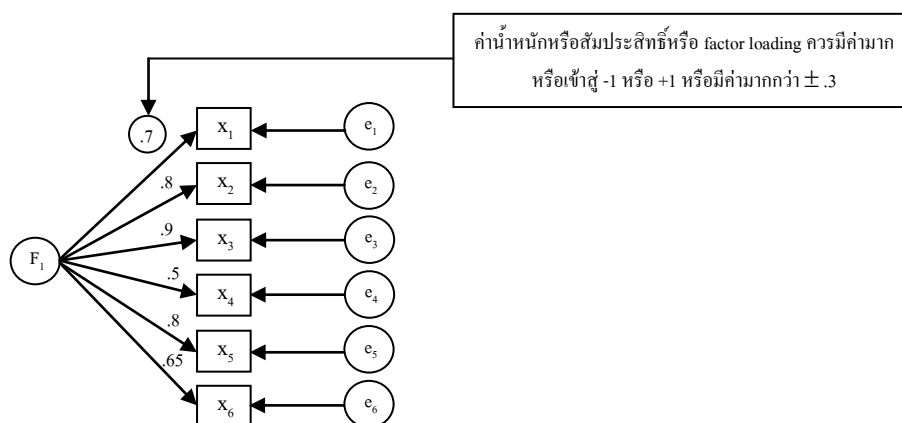 ค่าน้ำหนักหรือสัมประสิทธิ์หรือ factor loading ควรมีค่ามาก
หรือเข้าสู่ -1 หรือ +1 หรือมีค่ามากกว่า ± .3
.7
x1
e1
.8
x2
e2
.9
x3
e3
F1
.5
x4
e4
.8
x5
e5
.65
x6
e6